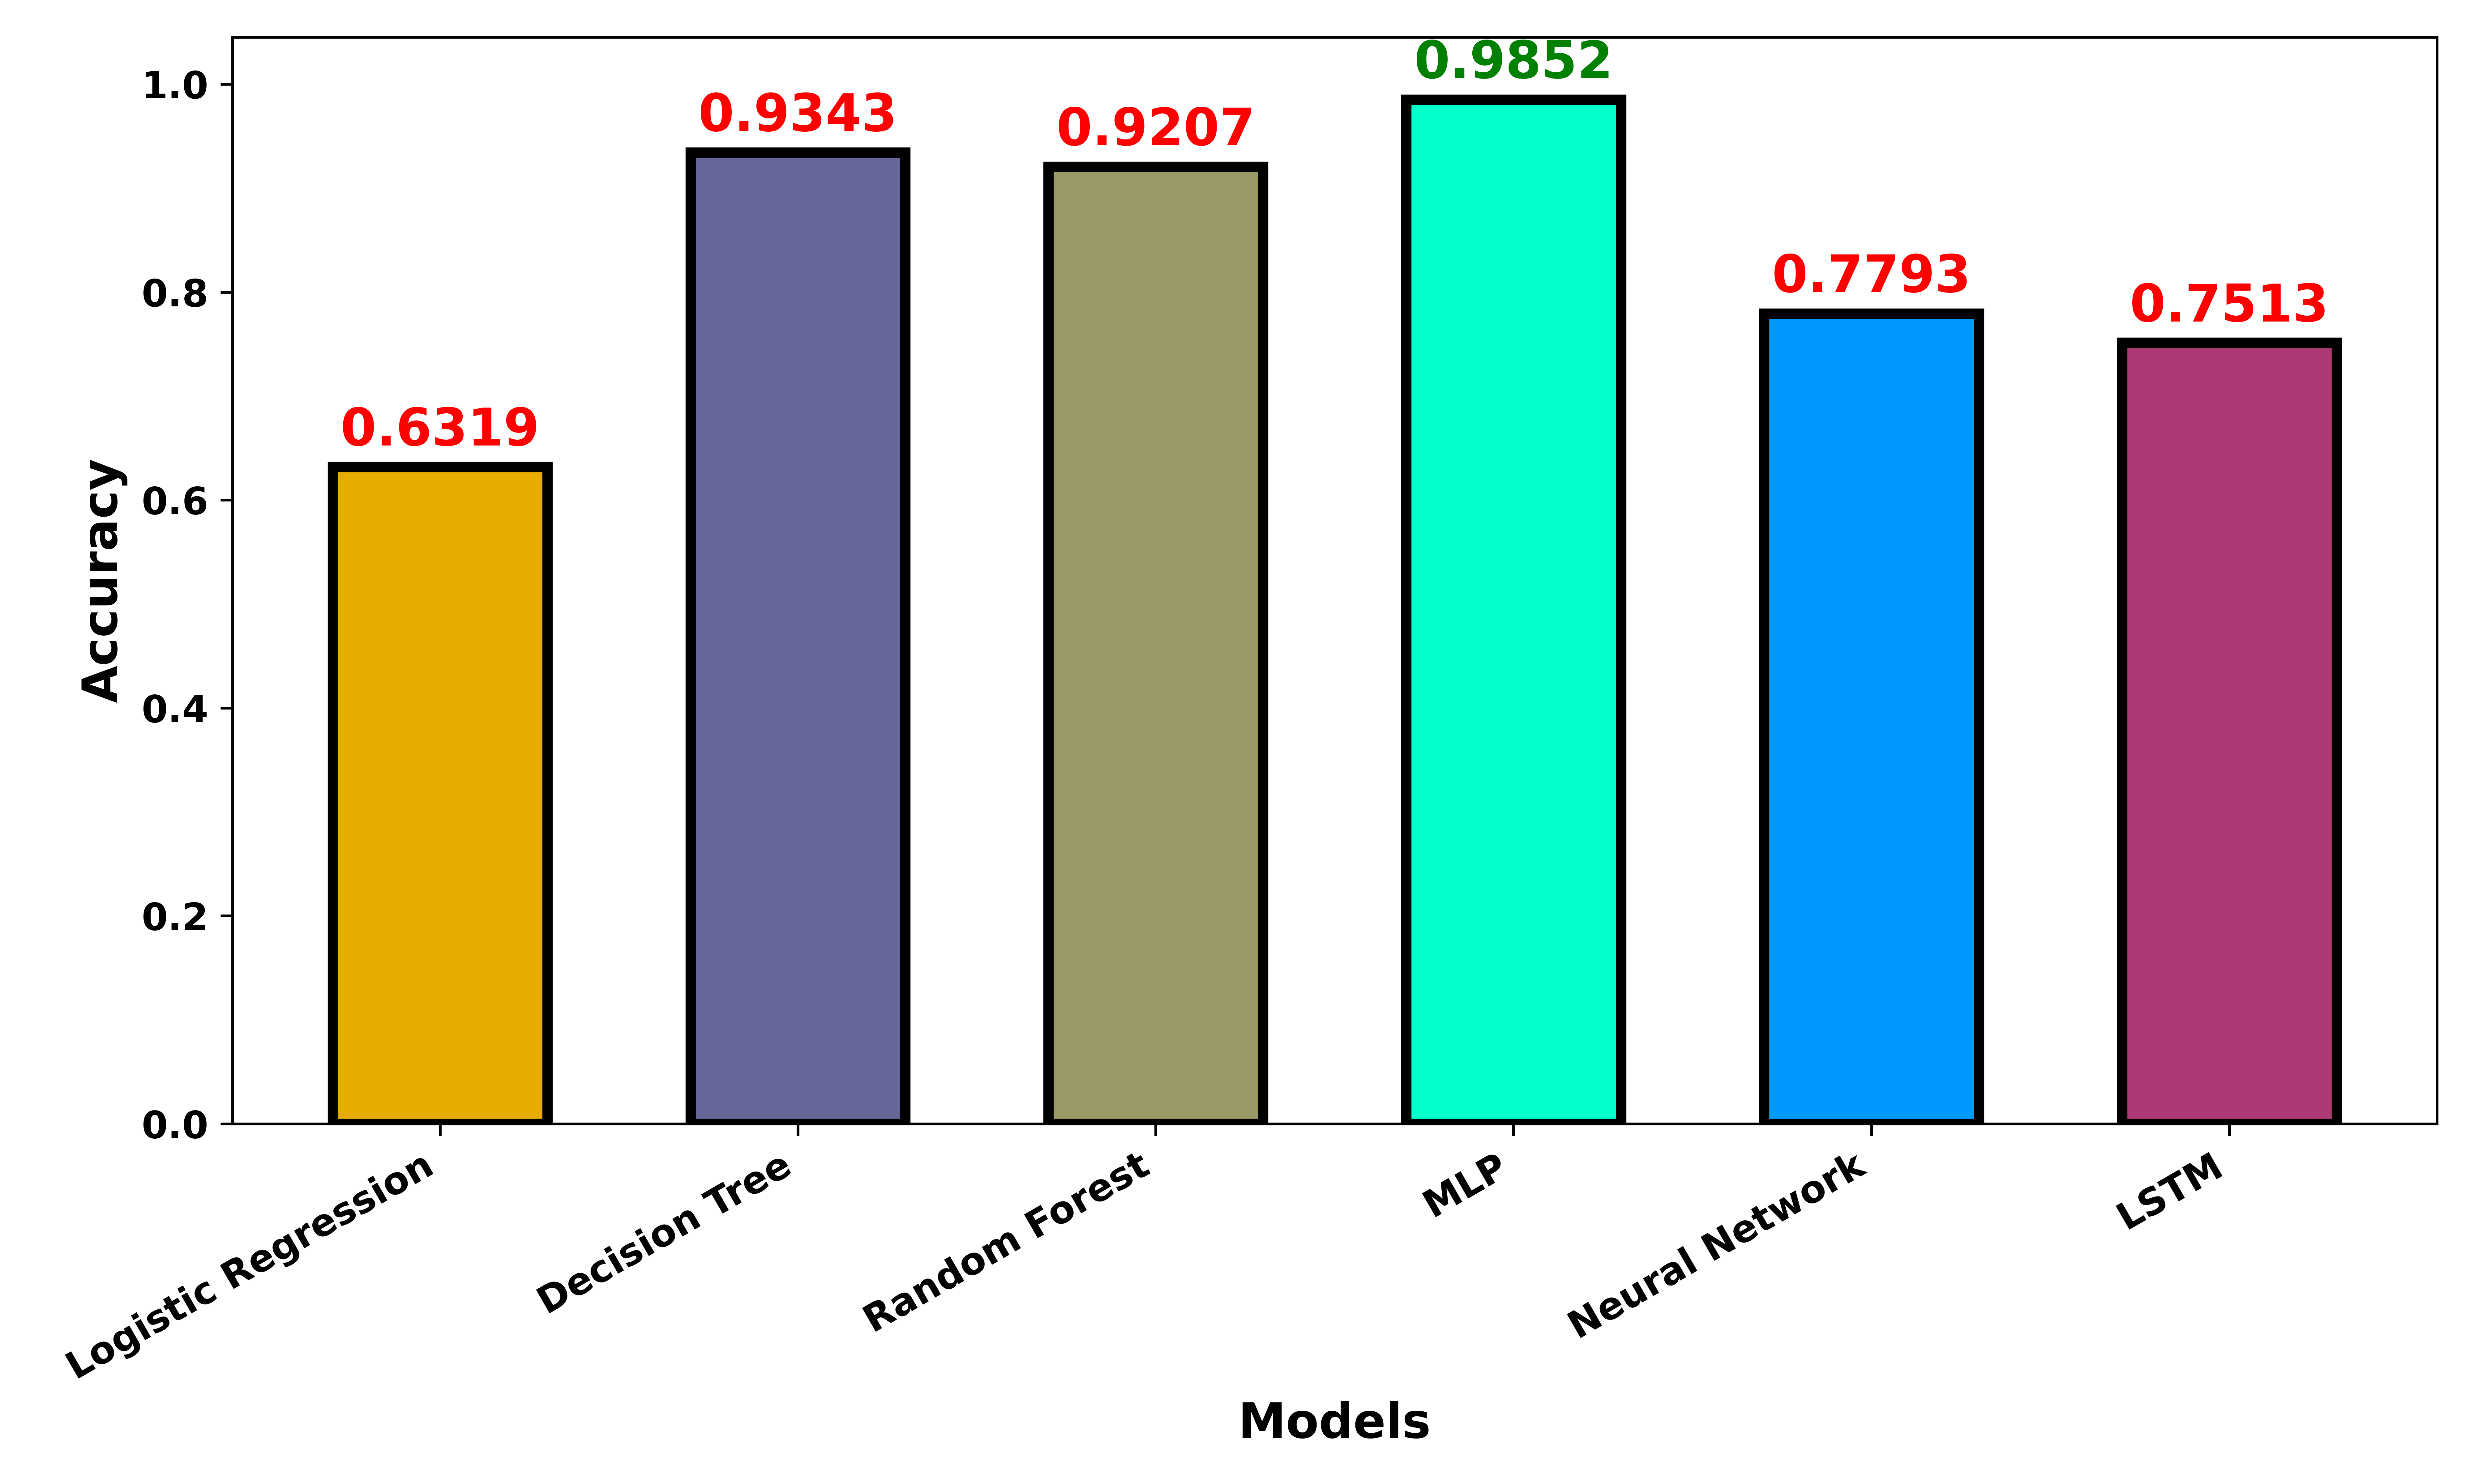 0.9852
1.0
0.9343
0.9207
0.8
0.7793
0.7513
0.6319
0.6
Accuracy
0.4
0.2
0.0
Logistic Regression
Decision Tree
Random Forest
MLP
Neural Network
LSTM
Models